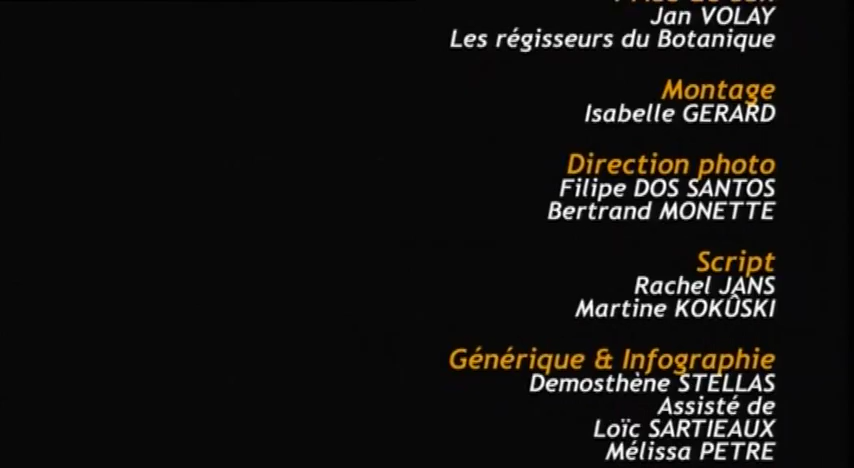 Jan VOLAY
Les régisseurs du Botanique
Montage
Isabelle GERARD
Direction photo
Filipe DOS SANTOS
Bertrand MONETTE
Script
Rachel JANS
Martine KOKÛSKI
Générique & Infographie
Demosthène STELLAS
Assisté de
Loïc SARTIEAUX
Mélissa PETRE